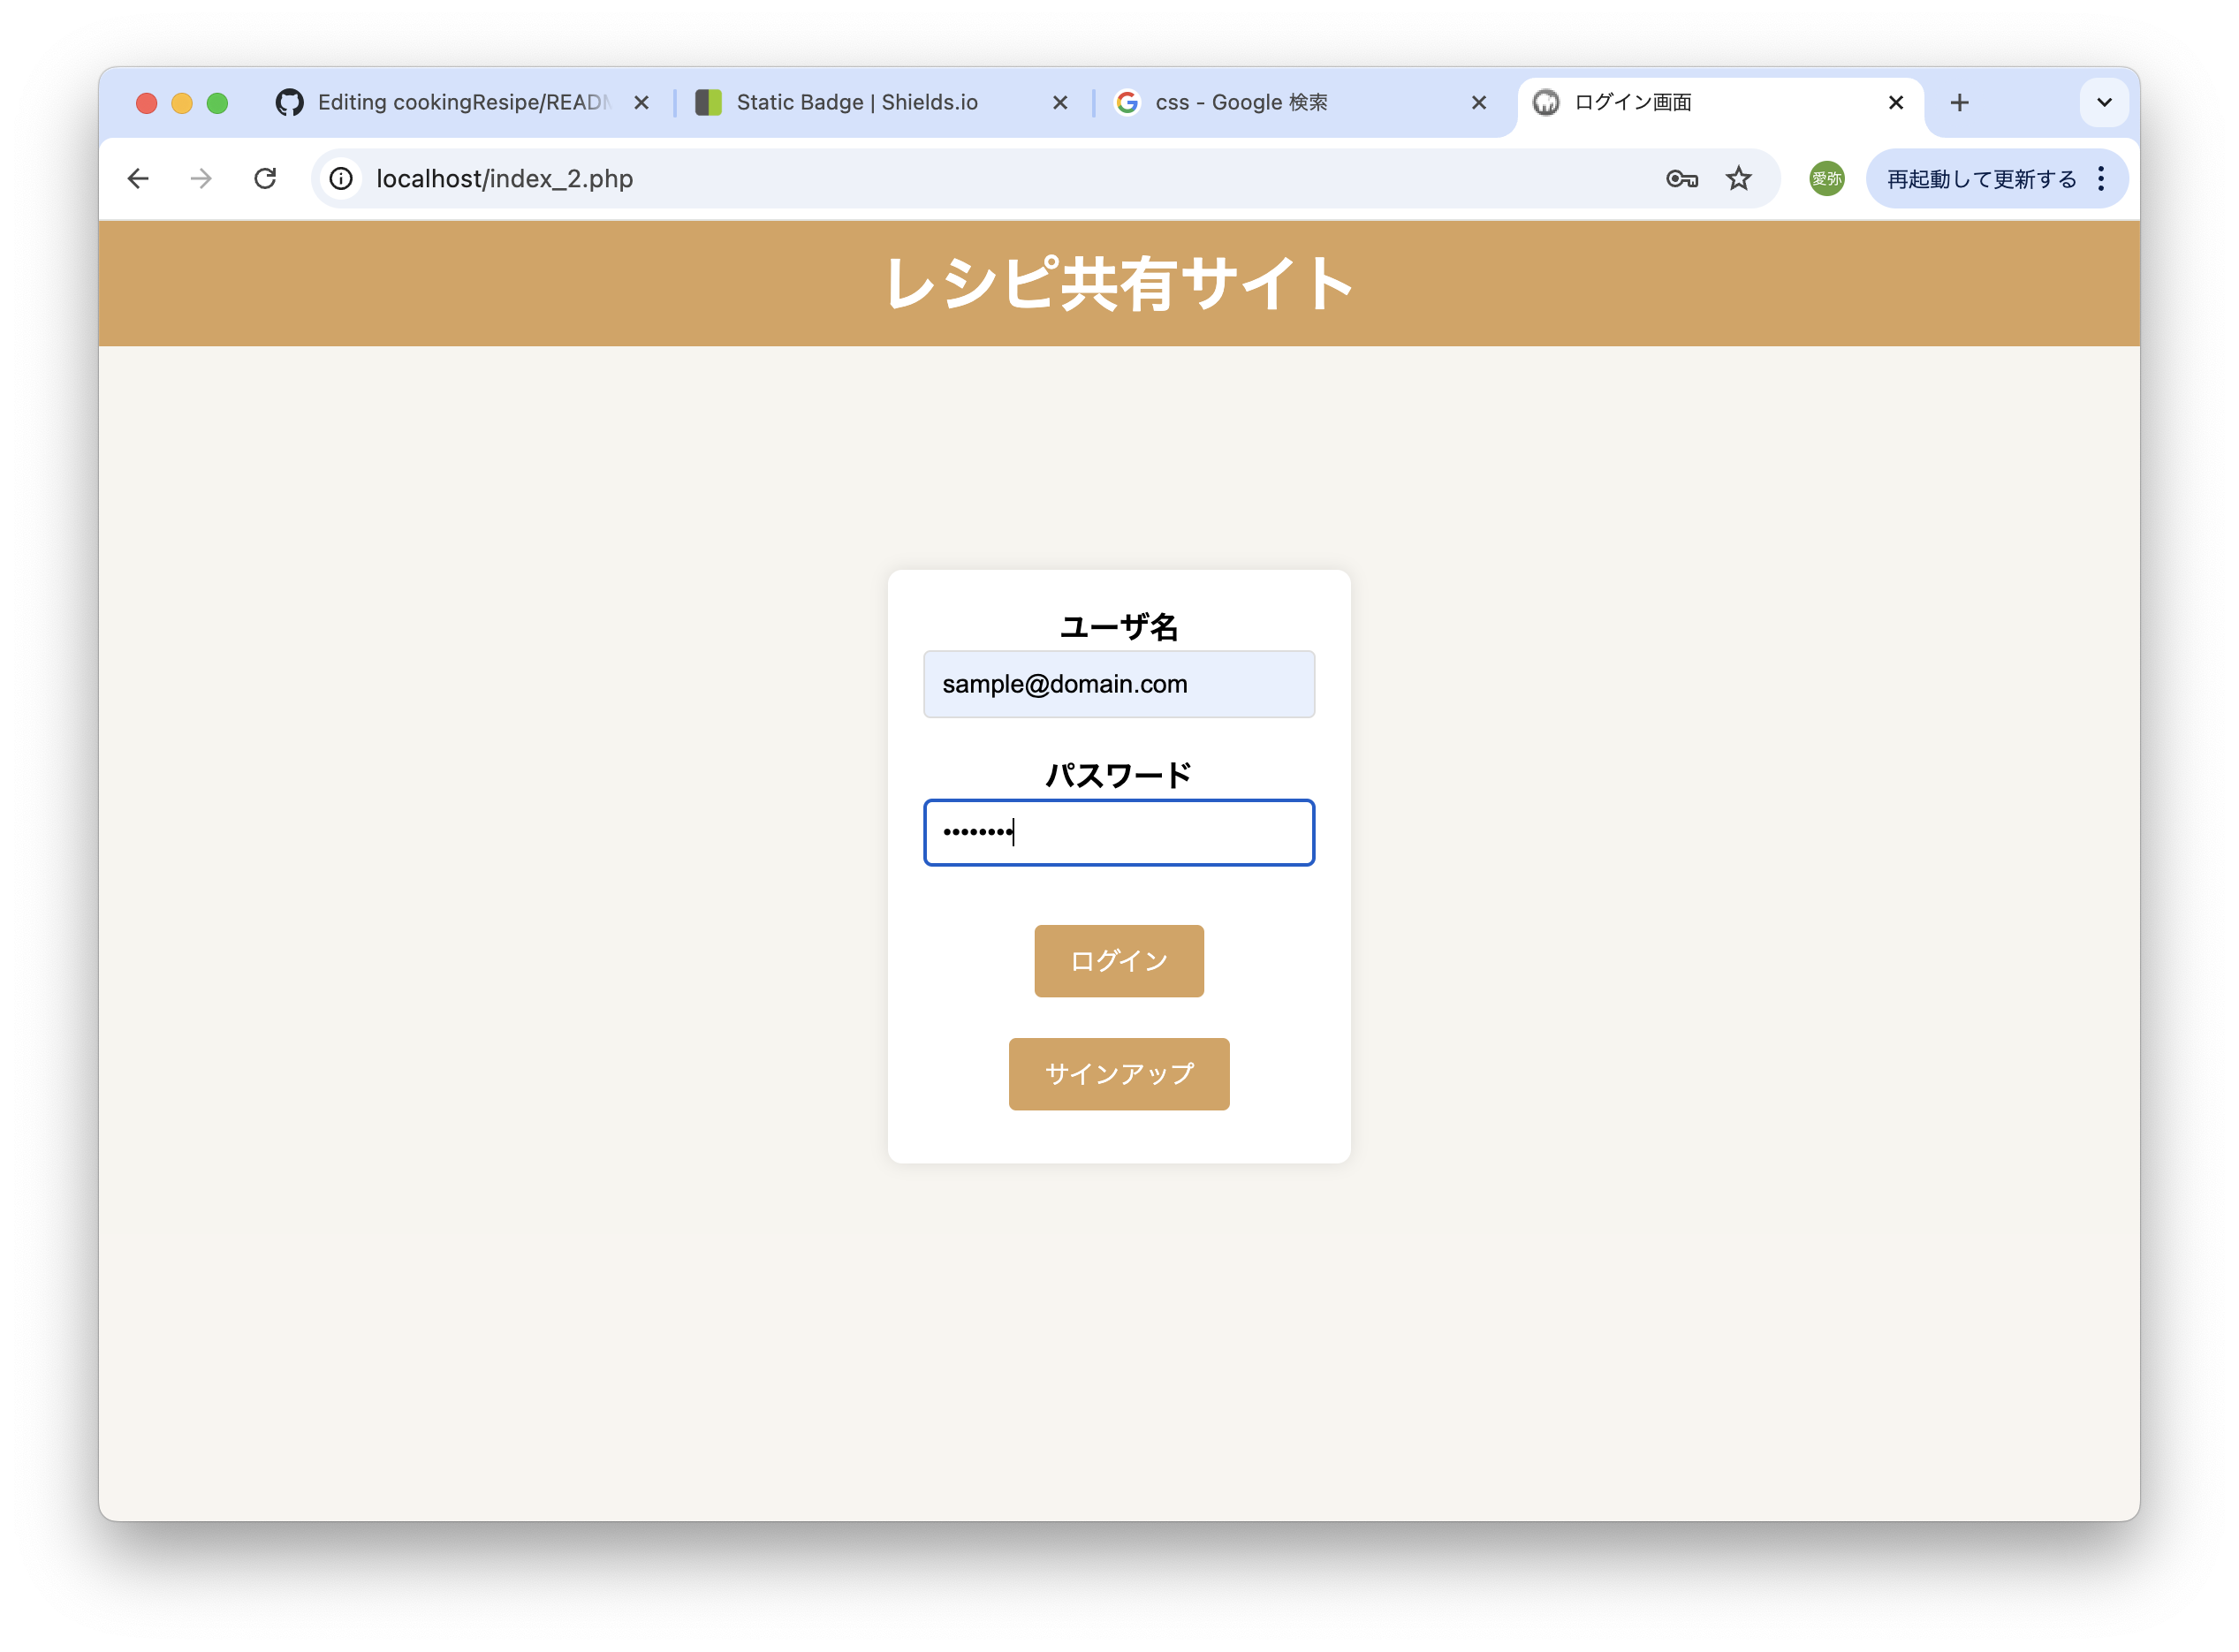 Editing cookingResipe/READ
Static Badge | Shields.io
css - Google 検索
ログイン画面
localhost/index_2.php
愛弥
再起動して更新する
レシピ共有サイト
ユーザ名
sample@domain.com
パスワード
••••••••
ログイン
サインアップ